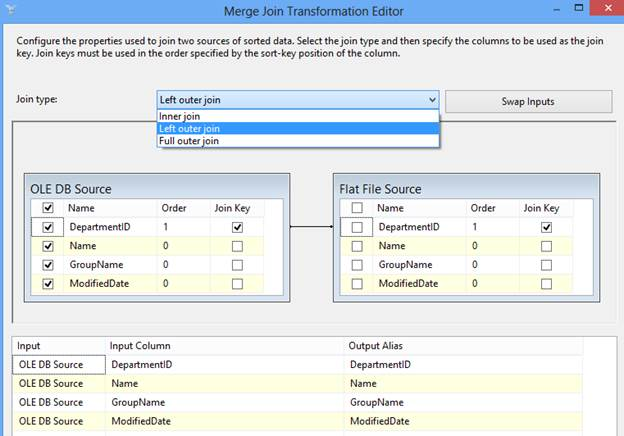 Merge Join Transformation Editor
Configure the properties used to join two sources of sorted data. Select the join type and then specify the columns to be used as the join
key. Join keys must be used in the order specified by the sort-key position of the column.
Join type:
Left outer join
Swap Inputs
Inner join
Left outer join
Full outer join
OLE DB Source
Name Order Join Key
DepartmentID 1
Name 0
GroupName 0
ModifiedDate 0
Flat File Source
Name Order Join Key
DepartmentID 1
Name 0
GroupName 0
ModifiedDate 0
Input Input Column Output Alias
OLE DB Source DepartmentID DepartmentID
OLE DB Source Name Name
OLE DB Source GroupName GroupName
OLE DB Source ModifiedDate ModifiedDate